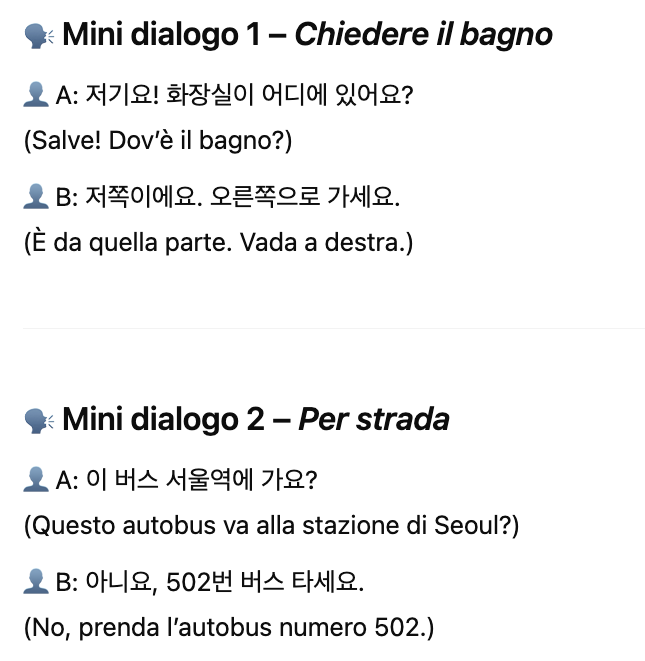 🗣️ Mini dialogo 1 – Chiedere il bagno
👤 A: 저기요! 화장실이 어디에 있어요?
(Salve! Dov’è il bagno?)
👤 B: 저쪽이에요. 오른쪽으로 가세요.
(È da quella parte. Vada a destra.)
🗣️ Mini dialogo 2 – Per strada
👤 A: 이 버스 서울역에 가요?
(Questo autobus va alla stazione di Seoul?)
👤 B: 아니요, 502번 버스 타세요.
(No, prenda l’autobus numero 502.)